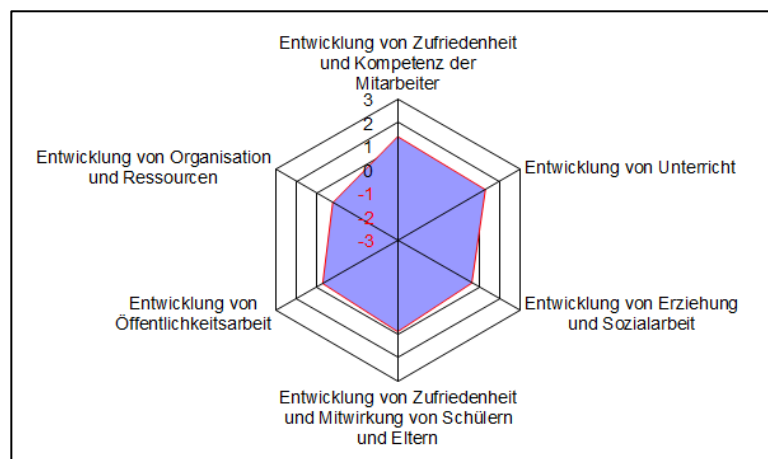 Entwicklung von Zufriedenheit
und Kompetenz der
Mitarbeiter
3
2
1
0
-1
-2
-3
Entwicklung von Organisation
und Ressourcen
Entwicklung von Unterricht
Entwicklung von
Öffentlichkeitsarbeit
Entwicklung von Erziehung
und Sozialarbeit
Entwicklung von Zufriedenheit
und Mitwirkung von Schülern
und Eltern